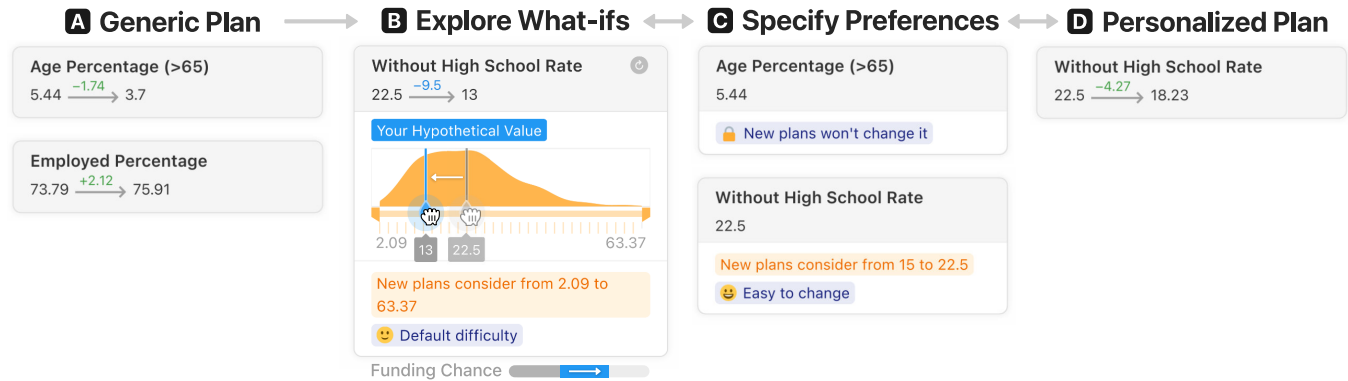 A Generic Plan
Age Percentage (>65)
−1.74
5.44 3.7
Employed Percentage
+2.12
73.79 75.91
B Explore What-ifs
Without High School Rate
−9.5
22.5 13
Your Hypothetical Value
2.09 13 22.5 63.37
New plans consider from 2.09 to
63.37
Default difficulty
Funding Chance
C Specify Preferences
Age Percentage (>65)
5.44
New plans won't change it
Without High School Rate
22.5
New plans consider from 15 to 22.5
Easy to change
D Personalized Plan
Without High School Rate
−4.27
22.5 18.23